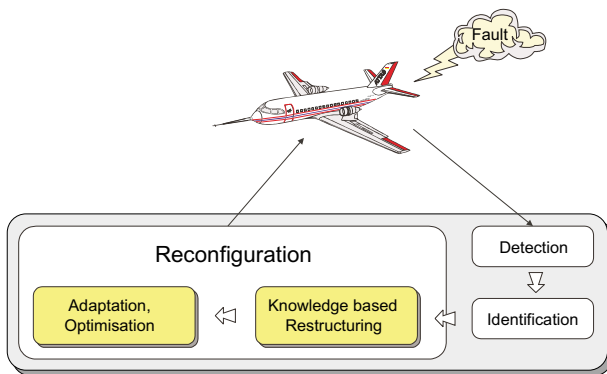 Fault
Reconfiguration
Detection
Adaptation,
Optimisation
Knowledge based
Restructuring
Identification